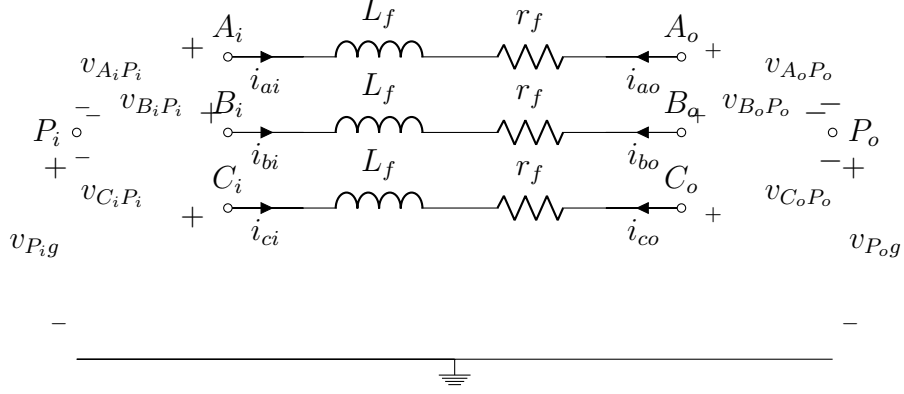 L_f r_f
A_i A_o
+ +
v_{A_iP_i} i_{ai} i_{ao} v_{A_oP_o}
L_f r_f
− − v_{B_iP_i} + B_i B_o + v_{B_oP_o} − −
P_i P_o
− i_{bi} i_{bo} −
+ L_f r_f +
v_{C_iP_i} C_i C_o v_{C_oP_o}
+ +
i_{ci} i_{co}
v_{P_ig} v_{P_og}
− −